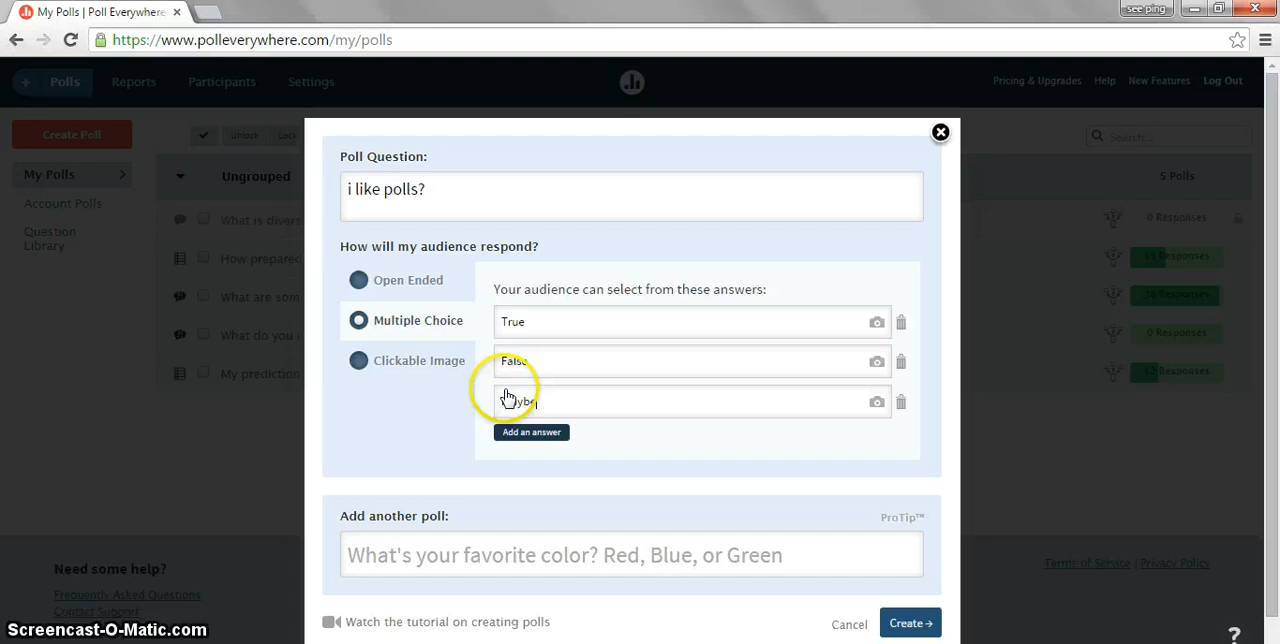 My Polls | Poll Everywhere
see ping
https://www.polleverywhere.com/my/polls
+ Polls Reports Participants Settings Pricing & Upgrades Help New Features Log Out
Create Poll Unlock Lock Search...
My Polls Ungrouped 5 Polls
Account Polls
Question
Library
What is divers 0 Responses
How prepared Responses
What are som Responses
What do you 0 Responses
My prediction Responses
Poll Question:
i like polls?
How will my audience respond?
Open Ended
Multiple Choice
Clickable Image
Your audience can select from these answers:
True
False
Add an answer
Add another poll: ProTip™
What's your favorite color? Red, Blue, or Green
Watch the tutorial on creating polls
Cancel Create →
Need some help?
Frequently Asked Questions
Contact Support
Terms of Service | Privacy Policy
?
Screencast-O-Matic.com